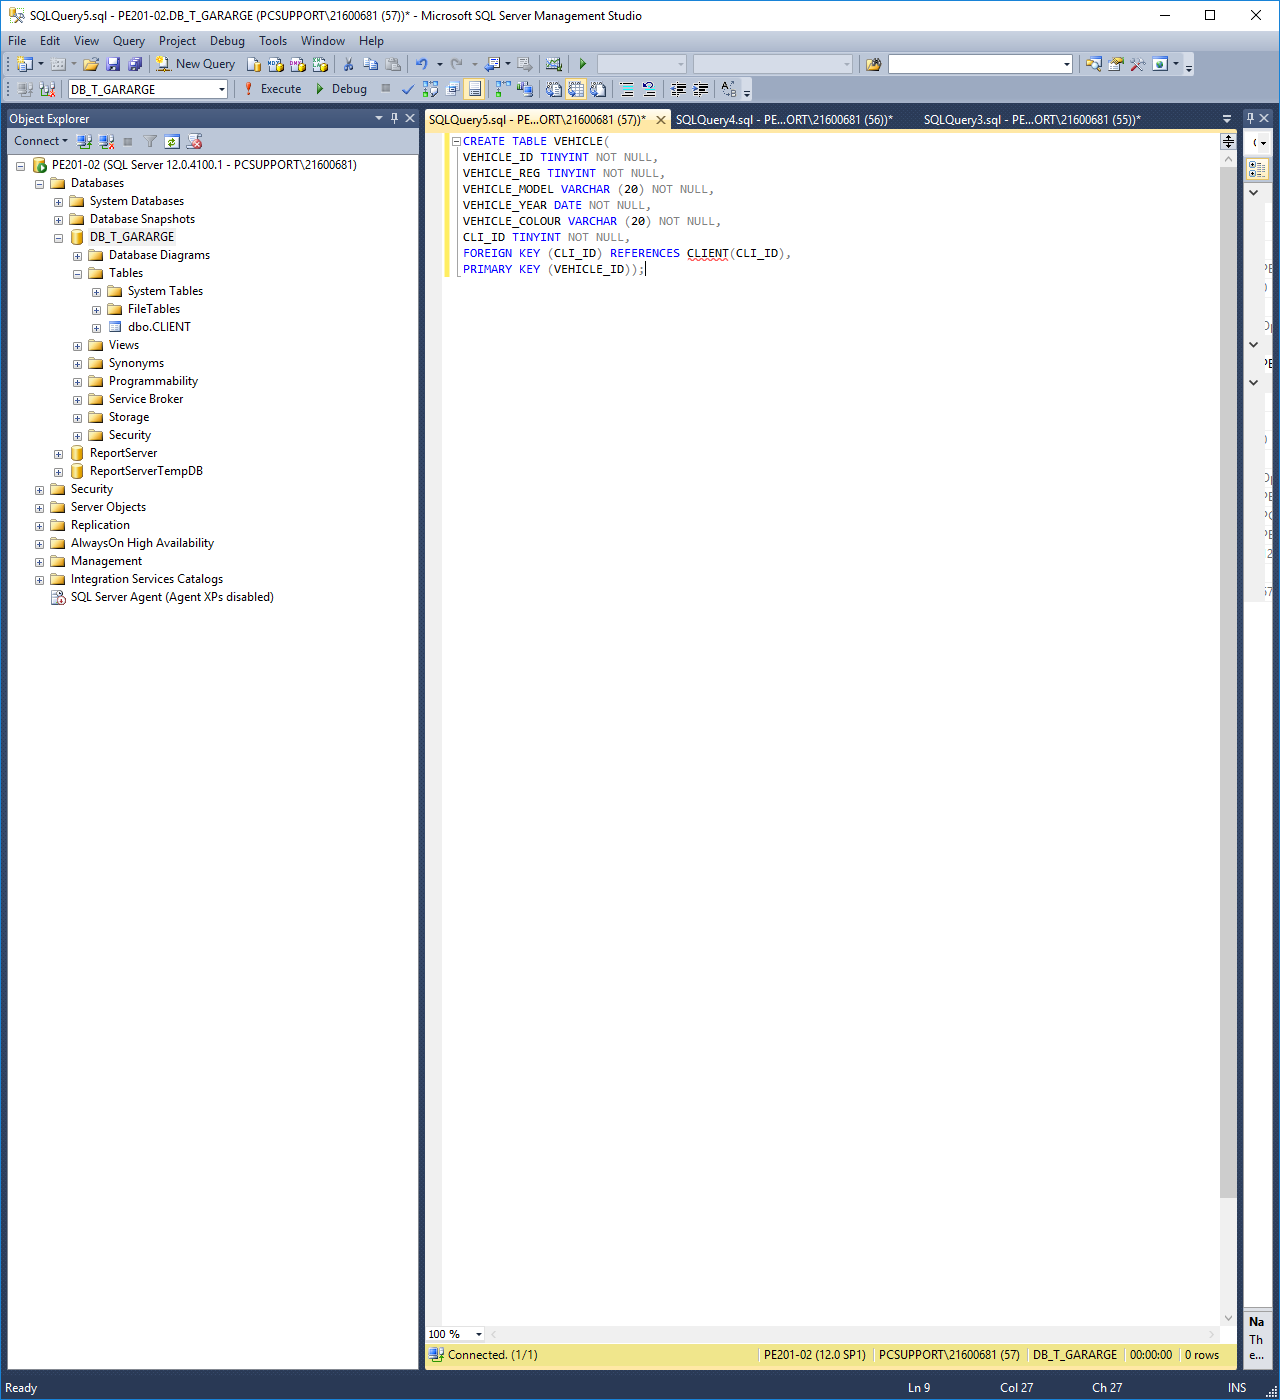 SQLQuery5.sql - PE201-02.DB_T_GARARGE (PCSUPPORT\21600681 (57))* - Microsoft SQL Server Management Studio
File Edit View Query Project Debug Tools Window Help
New Query
DB_T_GARARGE Execute Debug
Object Explorer
Connect
PE201-02 (SQL Server 12.0.4100.1 - PCSUPPORT\21600681)
Databases
System Databases
Database Snapshots
DB_T_GARARGE
Database Diagrams
Tables
System Tables
FileTables
dbo.CLIENT
Views
Synonyms
Programmability
Service Broker
Storage
Security
ReportServer
ReportServerTempDB
Security
Server Objects
Replication
AlwaysOn High Availability
Management
Integration Services Catalogs
SQL Server Agent (Agent XPs disabled)
SQLQuery5.sql - PE...ORT\21600681 (57))* SQLQuery4.sql - PE...ORT\21600681 (56))* SQLQuery3.sql - PE...ORT\21600681 (55))*
CREATE TABLE VEHICLE(
VEHICLE_ID TINYINT NOT NULL,
VEHICLE_REG TINYINT NOT NULL,
VEHICLE_MODEL VARCHAR (20) NOT NULL,
VEHICLE_YEAR DATE NOT NULL,
VEHICLE_COLOUR VARCHAR (20) NOT NULL,
CLI_ID TINYINT NOT NULL,
FOREIGN KEY (CLI_ID) REFERENCES CLIENT(CLI_ID),
PRIMARY KEY (VEHICLE_ID));
100 %
Connected. (1/1) PE201-02 (12.0 SP1) PCSUPPORT\21600681 (57) DB_T_GARARGE 00:00:00 0 rows
Na
Th
e...
Ready Ln 9 Col 27 Ch 27 INS